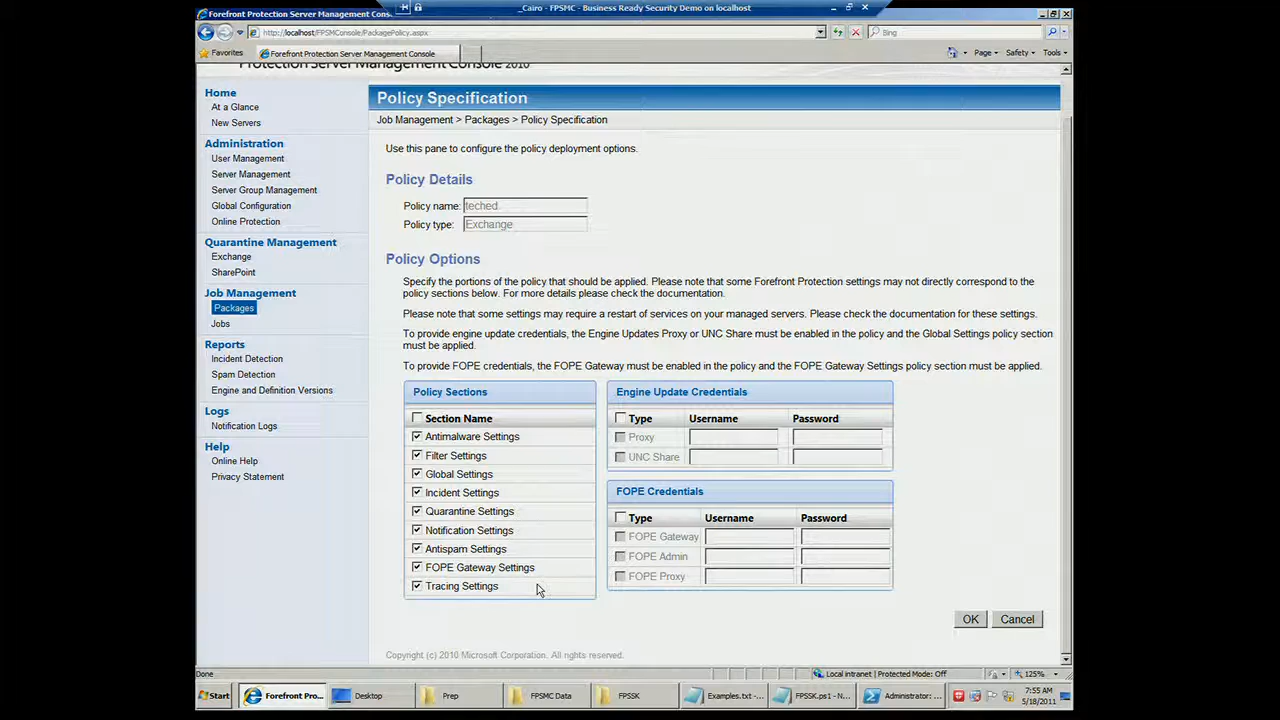 Forefront Protection Server Management Cons
_Cairo - FPSMC - Business Ready Security Demo on localhost
http://localhost/FPSMConsole/PackagePolicy.aspx
Bing
Favorites
Forefront Protection Server Management Console
Page
Safety
Tools
Protection Server Management Console 2010
Home
At a Glance
New Servers
Administration
User Management
Server Management
Server Group Management
Global Configuration
Online Protection
Quarantine Management
Exchange
SharePoint
Job Management
Packages
Jobs
Reports
Incident Detection
Spam Detection
Engine and Definition Versions
Logs
Notification Logs
Help
Online Help
Privacy Statement
Policy Specification
Job Management > Packages > Policy Specification
Use this pane to configure the policy deployment options.
Policy Details
Policy name: teched
Policy type: Exchange
Policy Options
Specify the portions of the policy that should be applied. Please note that some Forefront Protection settings may not directly correspond to the
policy sections below. For more details please check the documentation.
Please note that some settings may require a restart of services on your managed servers. Please check the documentation for these settings.
To provide engine update credentials, the Engine Updates Proxy or UNC Share must be enabled in the policy and the Global Settings policy section
must be applied.
To provide FOPE credentials, the FOPE Gateway must be enabled in the policy and the FOPE Gateway Settings policy section must be applied.
Policy Sections
Section Name
Antimalware Settings
Filter Settings
Global Settings
Incident Settings
Quarantine Settings
Notification Settings
Antispam Settings
FOPE Gateway Settings
Tracing Settings
Engine Update Credentials
Type Username Password
Proxy
UNC Share
FOPE Credentials
Type Username Password
FOPE Gateway
FOPE Admin
FOPE Proxy
OK Cancel
Copyright (c) 2010 Microsoft Corporation. All rights reserved.
Done
Local intranet | Protected Mode: Off
125%
Start
Forefront Pro...
Desktop
Prep
FPSMC Data
FPSSK
Examples.txt -...
FPSSK.ps1 - N...
Administrator: ...
7:55 AM
5/18/2011